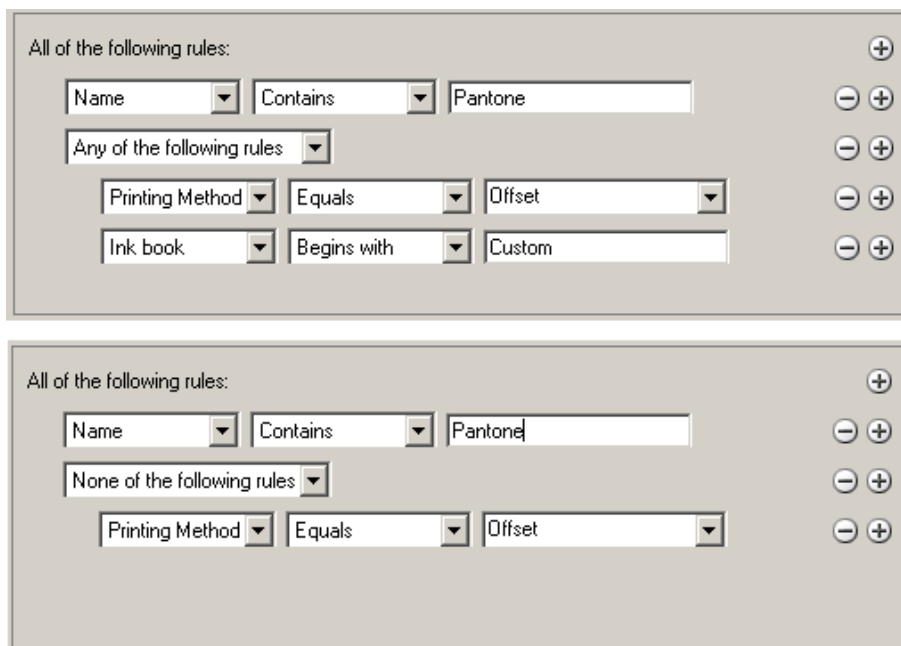 All of the following rules:
Name Contains Pantone
Any of the following rules
Printing Method Equals Offset
Ink book Begins with Custom
All of the following rules:
Name Contains Pantone
None of the following rules
Printing Method Equals Offset